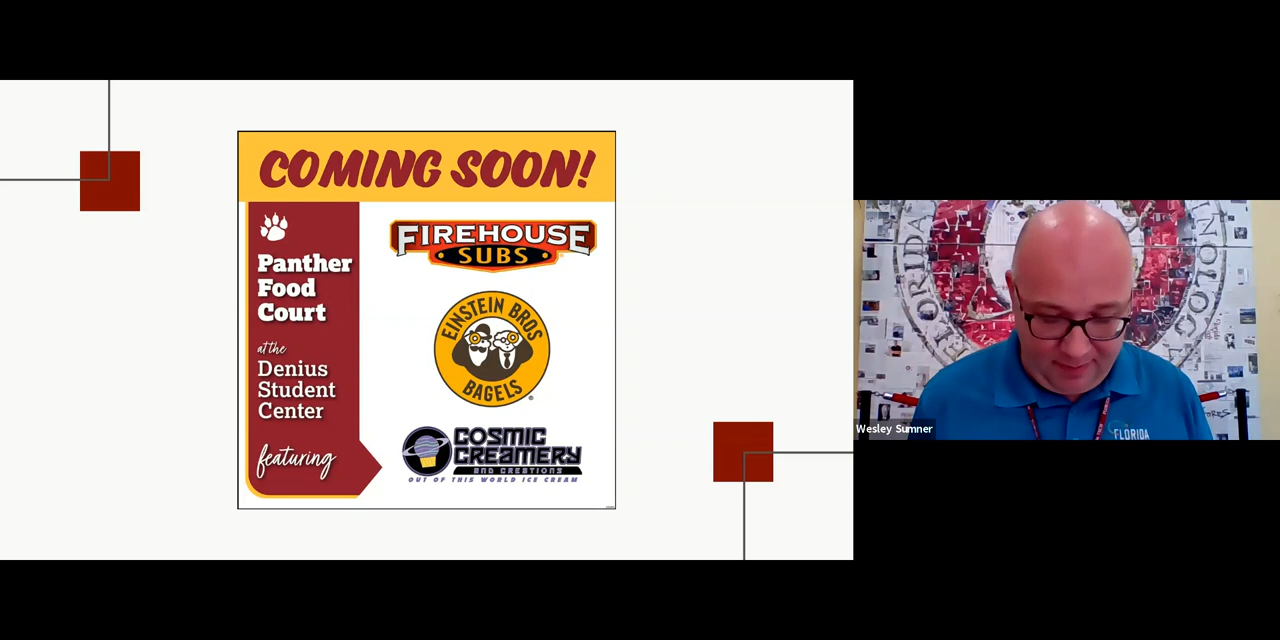 COMING SOON!
Panther
Food
Court
at the
Denius
Student
Center
featuring
FIREHOUSE
SUBS
EINSTEIN BROS
BAGELS
COSMIC
CREAMERY
AND CREATIONS
OUT OF THIS WORLD ICE CREAM
FLORIDA
Wesley Sumner
FLORIDA